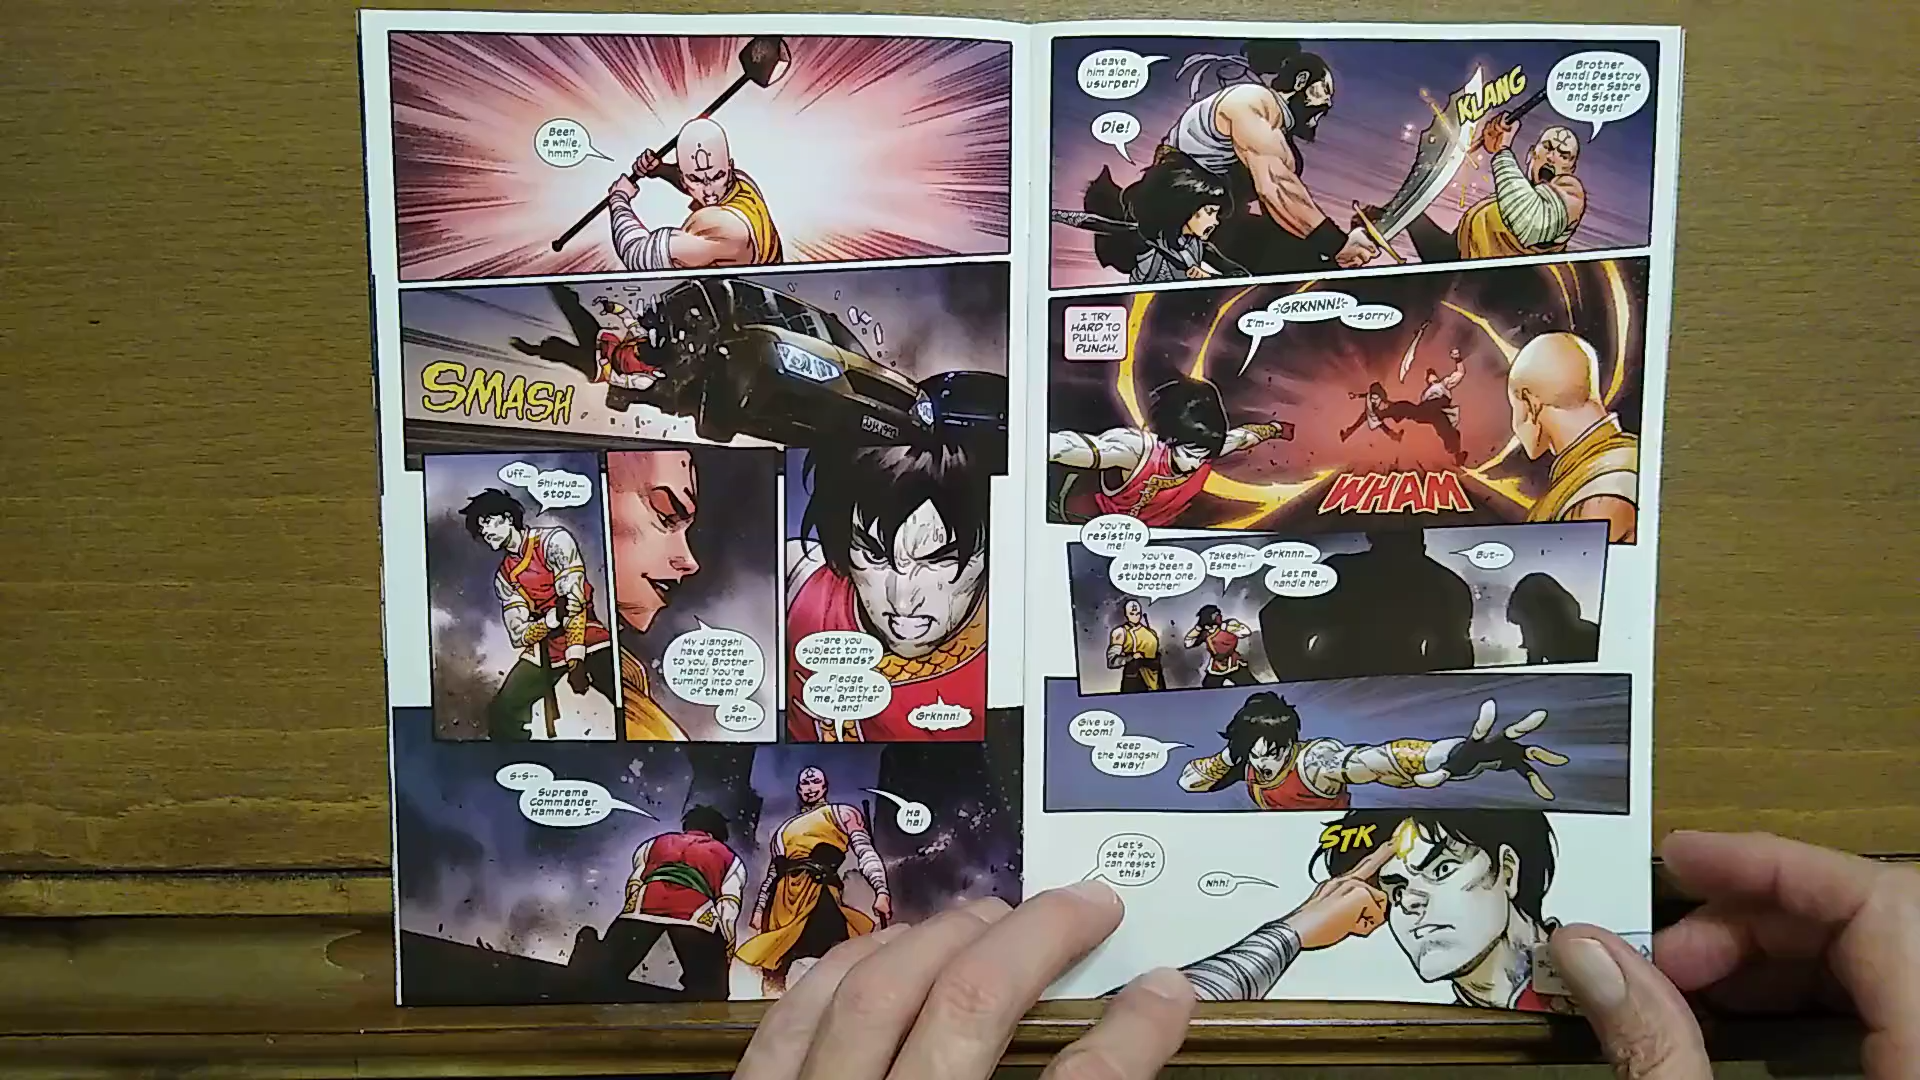 Been
a while,
hmm?
SMASH
Uff...
Shi-Hua...
stop...
My Jiangshi
have gotten
to you, Brother
Hand! You're
turning into one
of them!
So
then--
--are you
subject to my
commands?
Pledge
your loyalty to
me, Brother
Hand!
Grknnn!
S-S--
Supreme
Commander
Hammer, I--
Ha
ha!
Leave
him alone,
usurper!
Die!
KLANG
Brother
Hand! Destroy
Brother Sabre
and Sister
Dagger!
I TRY
HARD TO
PULL MY
PUNCH.
I'm--
-GRKNNN!-
--sorry!
WHAM
You're
resisting
me!
You've
always been a
stubborn one,
brother!
Takeshi--
Esme--!
Grknnn...
Let me
handle her!
But--
Give us
room!
Keep
the Jiangshi
away!
STK
Let's
see if you
can resist
this!
Nhh!